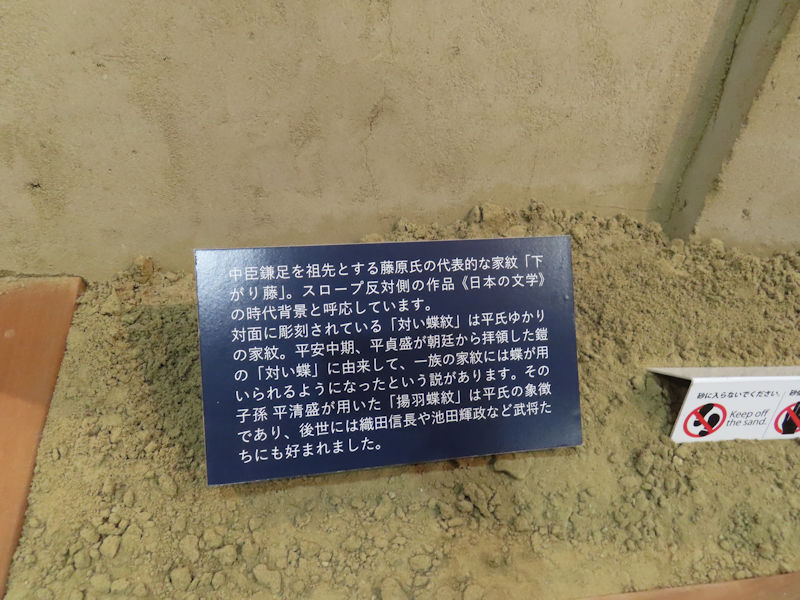 中臣鎌足を祖先とする藤原氏の代表的な家紋「下
がり藤」。スロープ反対側の作品《日本の文学》
の時代背景と呼応しています。
対面に彫刻されている「対い蝶紋」は平氏ゆかり
の家紋。平安中期、平貞盛が朝廷から拝領した鎧
の「対い蝶」に由来して、一族の家紋には蝶が用
いられるようになったという説があります。その
子孫 平清盛が用いた「揚羽蝶紋」は平氏の象徴
であり、後世には織田信長や池田輝政など武将た
ちにも好まれました。
砂に入らないでください。
Keep off
the sand.